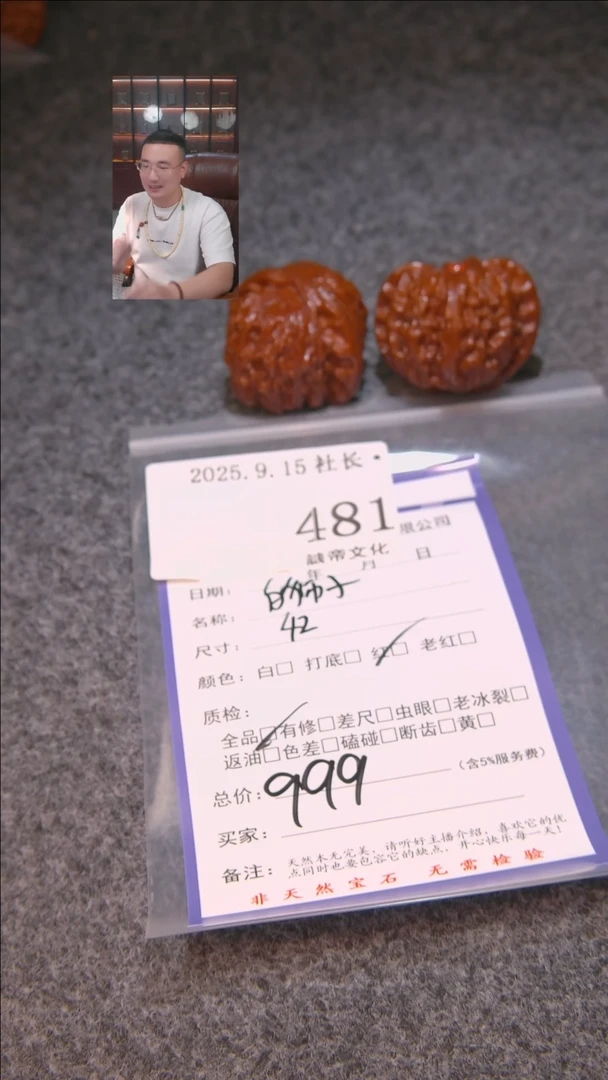 2025.9.15 社长
481
最公园
謎帝文化
年 月 日
日期:
名称: 白狮子
尺寸: 42
颜色: 白□ 打底□ 红□ 老红□
质检:
全品□有修□差尺□虫眼□老冰裂□
返油□色差□磕碰□断齿□黄□
总价: 999 (含5%服务费)
买家:
备注: 天然本无完美, 请听好主播介绍, 喜欢它的优
点同时也要包容它的缺点, 开心快乐每一天!
非天然宝石 无需检验